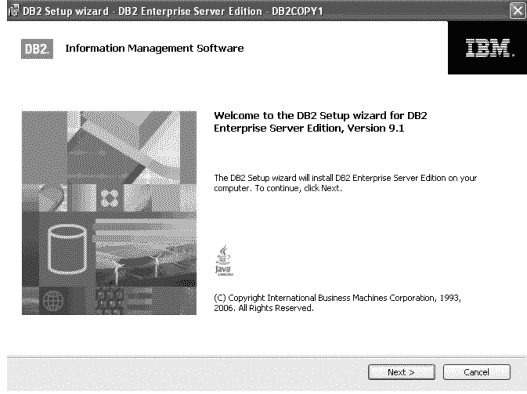 DB2 Setup wizard - DB2 Enterprise Server Edition - DB2COPY1
DB2. Information Management Software
IBM.
Welcome to the DB2 Setup wizard for DB2
Enterprise Server Edition, Version 9.1
The DB2 Setup wizard will install DB2 Enterprise Server Edition on your
computer. To continue, click Next.
Java
(C) Copyright International Business Machines Corporation, 1993,
2006. All Rights Reserved.
Next >
Cancel